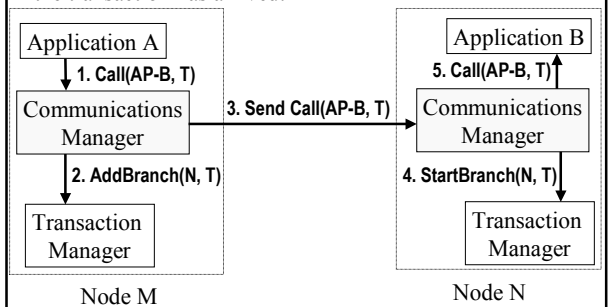 Application A
1. Call(AP-B, T)
Communications
Manager
2. AddBranch(N, T)
Transaction
Manager
Node M
3. Send Call(AP-B, T)
Application B
5. Call(AP-B, T)
Communications
Manager
4. StartBranch(N, T)
Transaction
Manager
Node N